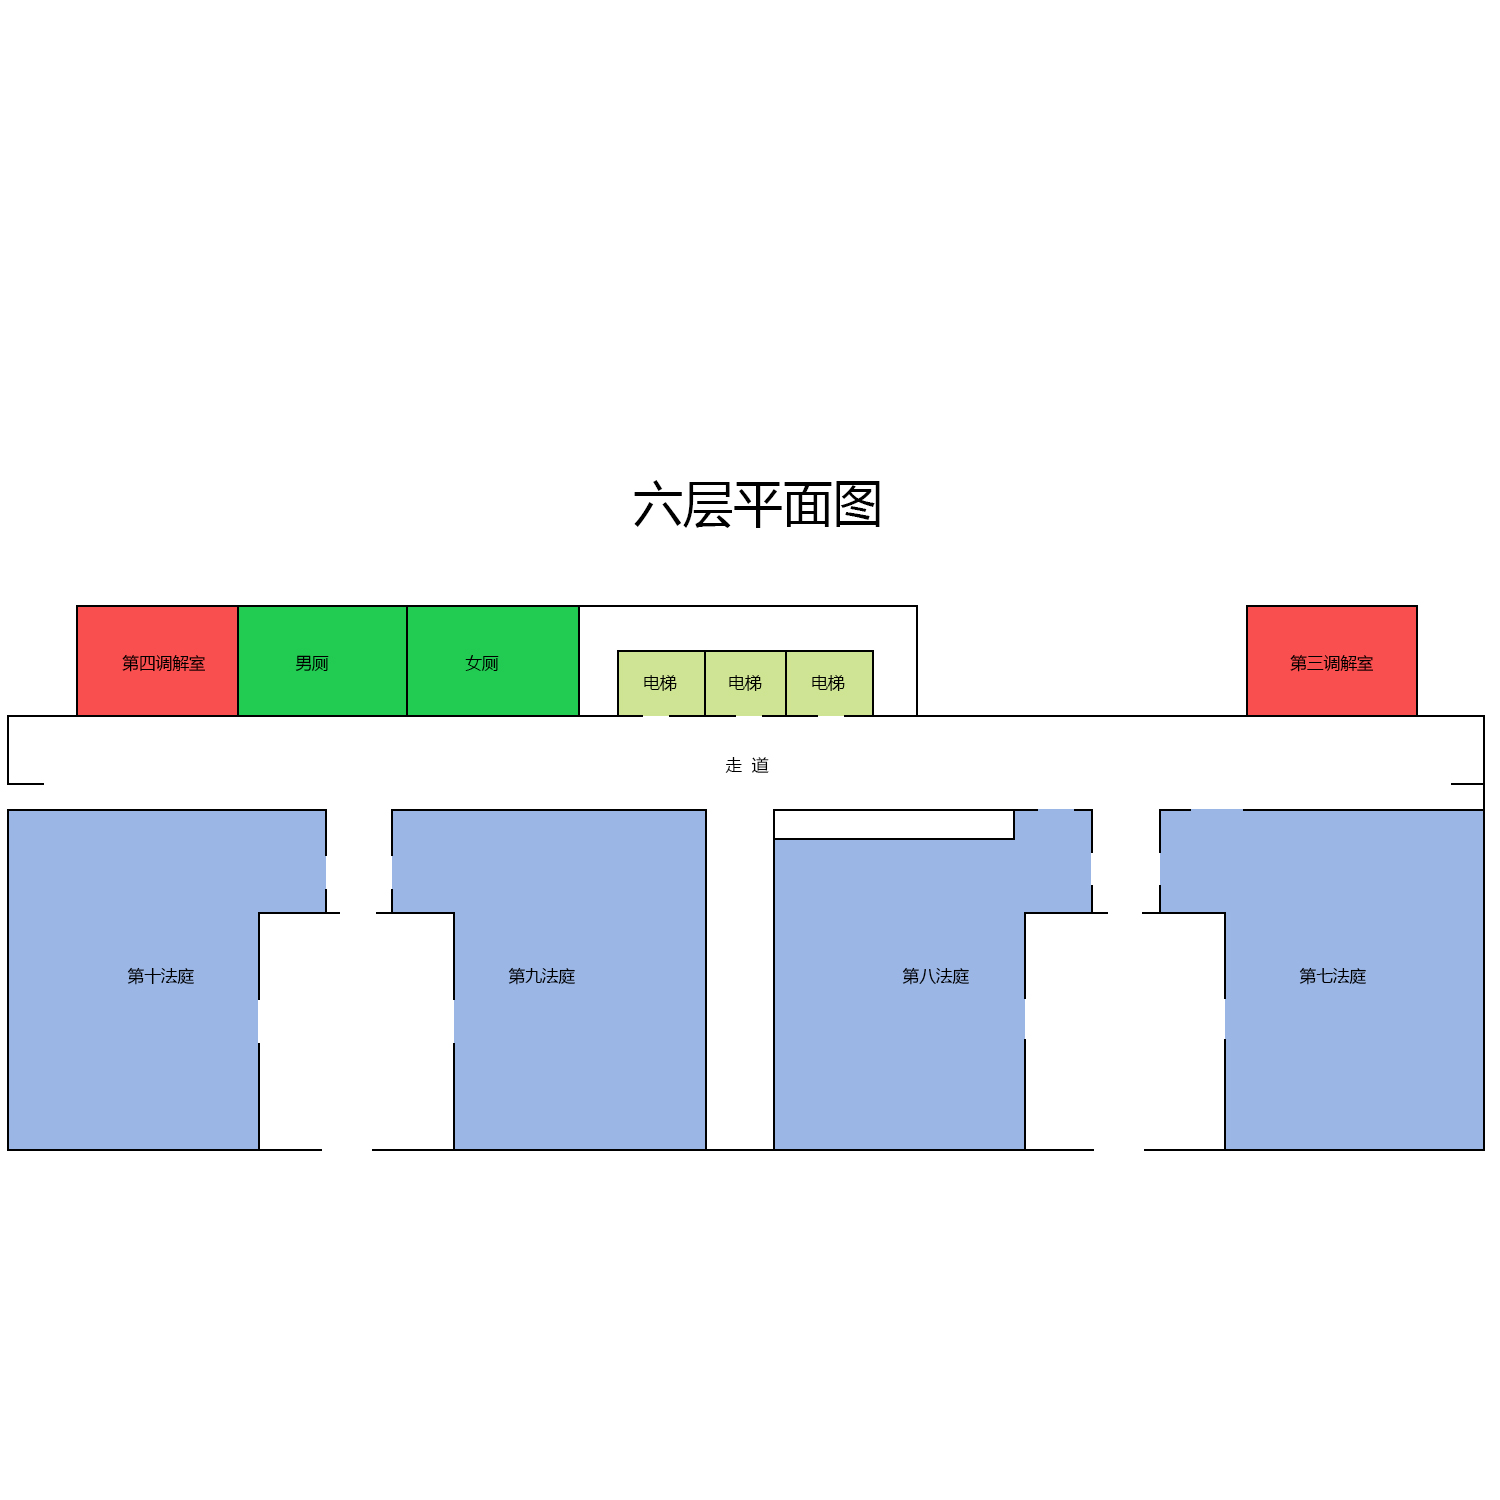 六层平面图
第四调解室
男厕
女厕
电梯
电梯
电梯
第三调解室
走 道
第十法庭
第九法庭
第八法庭
第七法庭